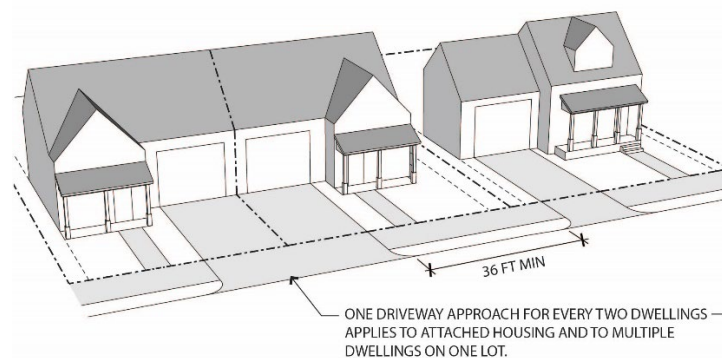 36 FT MIN
ONE DRIVEWAY APPROACH FOR EVERY TWO DWELLINGS —
APPLIES TO ATTACHED HOUSING AND TO MULTIPLE
DWELLINGS ON ONE LOT.